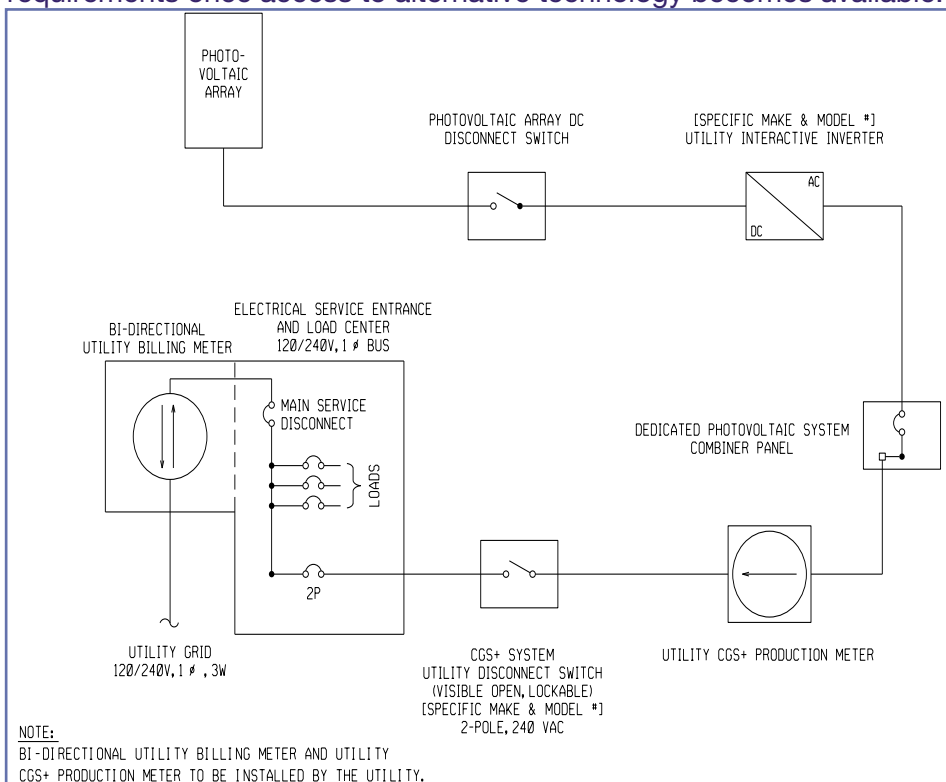 requirements once access to alternative technology becomes available.
PHOTO-
VOLTAIC
ARRAY
PHOTOVOLTAIC ARRAY DC
DISCONNECT SWITCH
[SPECIFIC MAKE & MODEL #]
UTILITY INTERACTIVE INVERTER
AC
DC
BI-DIRECTIONAL
UTILITY BILLING METER
ELECTRICAL SERVICE ENTRANCE
AND LOAD CENTER
120/240V, 1 ø BUS
MAIN SERVICE
DISCONNECT
LOADS
2P
DEDICATED PHOTOVOLTAIC SYSTEM
COMBINER PANEL
UTILITY GRID
120/240V, 1 ø , 3W
CGS+ SYSTEM
UTILITY DISCONNECT SWITCH
(VISIBLE OPEN, LOCKABLE)
[SPECIFIC MAKE & MODEL #]
2-POLE, 240 VAC
UTILITY CGS+ PRODUCTION METER
NOTE:
BI-DIRECTIONAL UTILITY BILLING METER AND UTILITY
CGS+ PRODUCTION METER TO BE INSTALLED BY THE UTILITY.